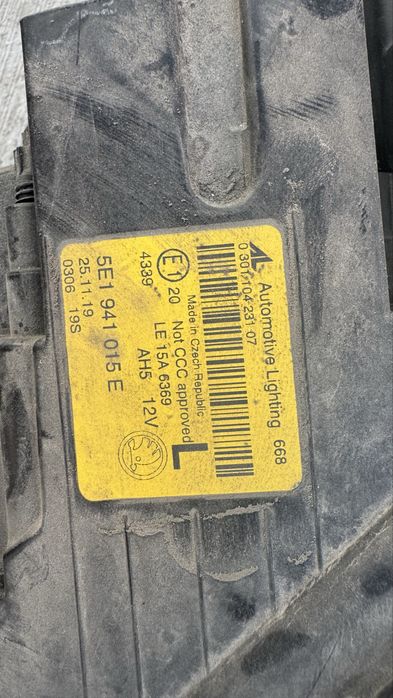 Automotive Lighting 668
0 301 104 231 07
Made in Czech Republic
E1 20 Not CCC approved L
4339 LE 15A 6369
AH5 12V
5E1 941 015 E
25.11.19
0306 19S